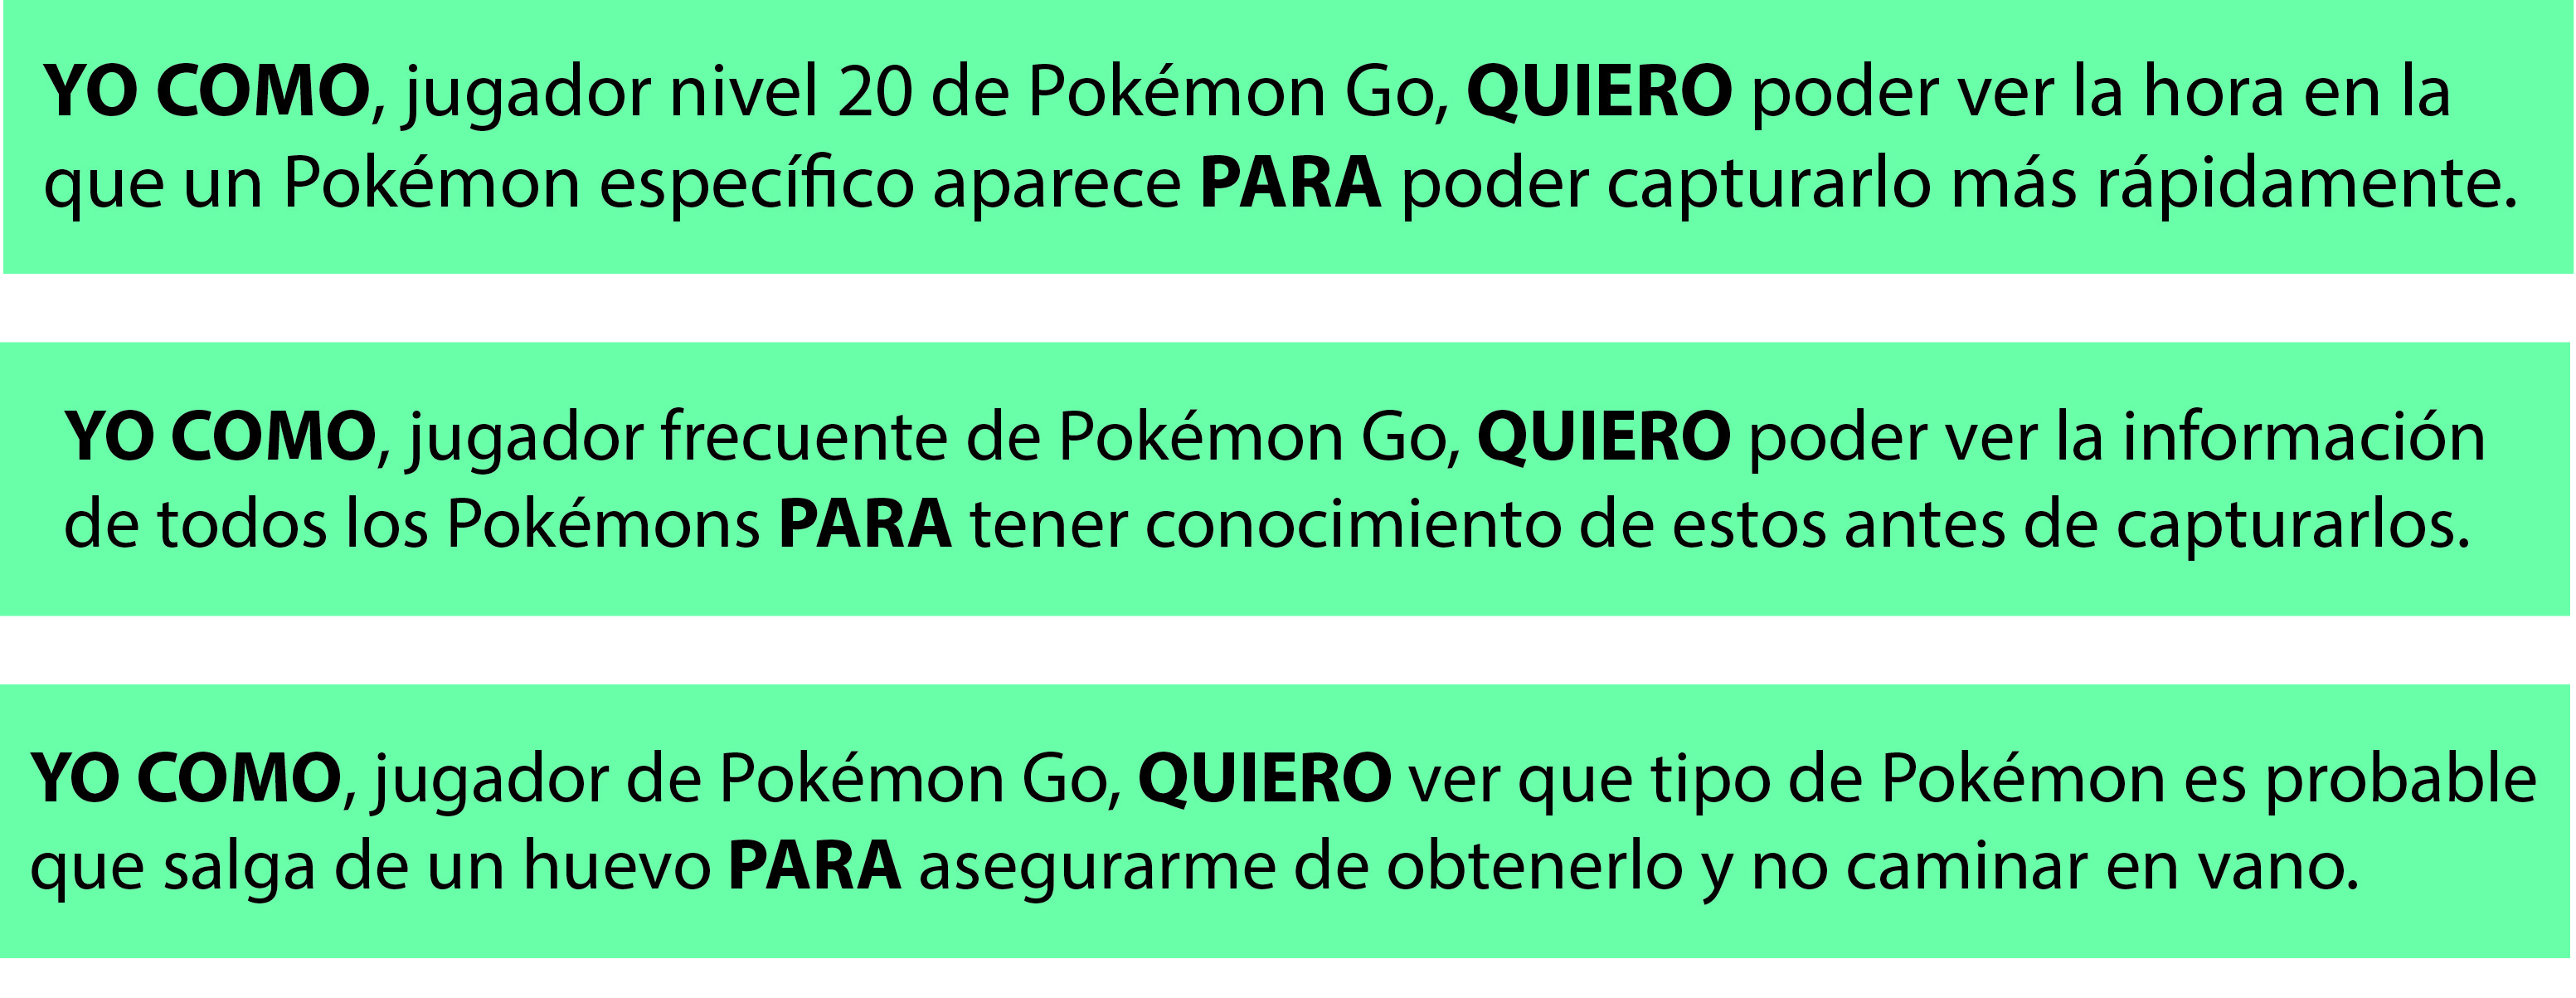 YO COMO, jugador nivel 20 de Pokémon Go, QUIERO poder ver la hora en la
que un Pokémon específico aparece PARA poder capturarlo más rápidamente.
YO COMO, jugador frecuente de Pokémon Go, QUIERO poder ver la información
de todos los Pokémons PARA tener conocimiento de estos antes de capturarlos.
YO COMO, jugador de Pokémon Go, QUIERO ver que tipo de Pokémon es probable
que salga de un huevo PARA asegurarme de obtenerlo y no caminar en vano.